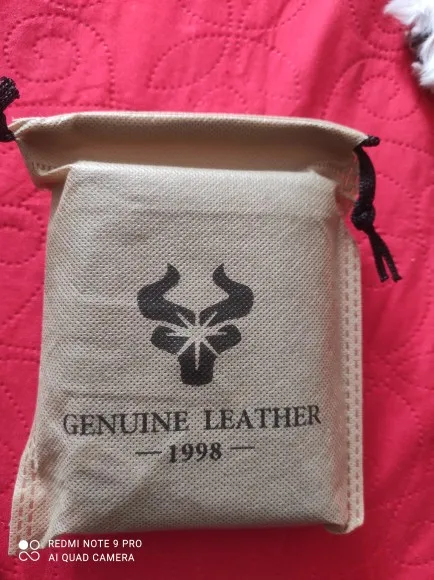 GENUINE LEATHER
— 1998 —
REDMI NOTE 9 PRO
AI QUAD CAMERA